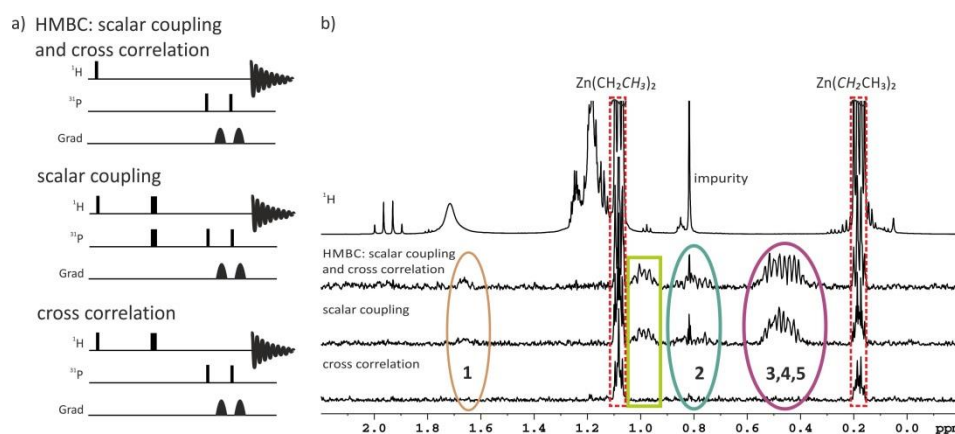 a) HMBC: scalar coupling
and cross correlation
¹H
³¹P
Grad
scalar coupling
¹H
³¹P
Grad
cross correlation
¹H
³¹P
Grad
b)
Zn(CH₂CH₃)₂
Zn(CH₂CH₃)₂
impurity
¹H
HMBC: scalar coupling
and cross correlation
scalar coupling
cross correlation
1
2
3,4,5
2.0 1.8 1.6 1.4 1.2 1.0 0.8 0.6 0.4 0.2 0.0 ppm